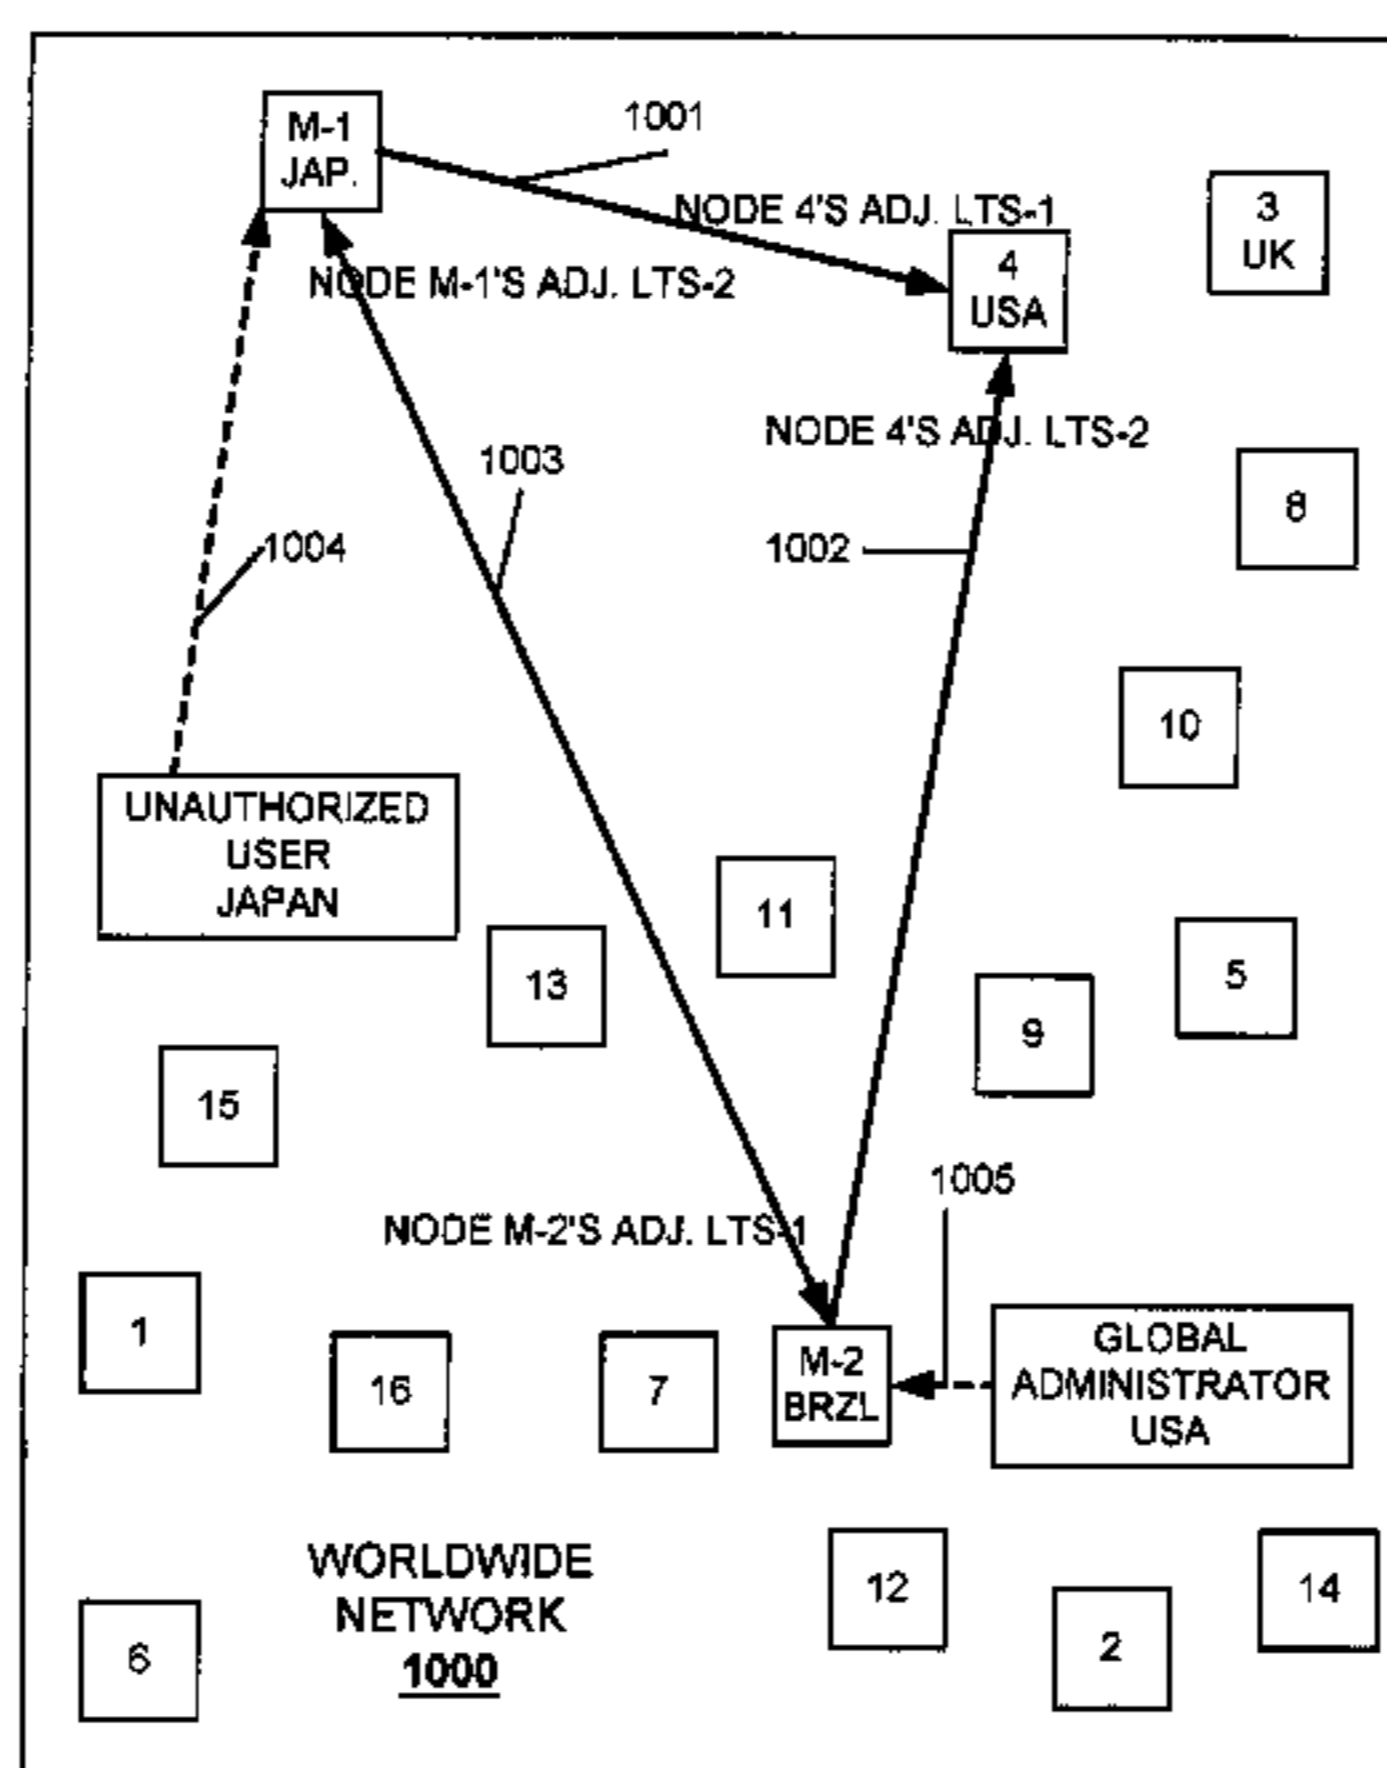 1001
M-1
JAP.
NODE 4'S ADJ. LTS-1
3
UK
4
USA
NODE M-1'S ADJ. LTS-2
NODE 4'S ADJ. LTS-2
1003
8
1004
1002
10
UNAUTHORIZED
USER
JAPAN
11
13
5
9
15
1005
NODE M-2'S ADJ. LTS-1
1
16
7
M-2
BRZL
GLOBAL
ADMINISTRATOR
USA
WORLDWIDE
NETWORK
1000
12
14
2
6